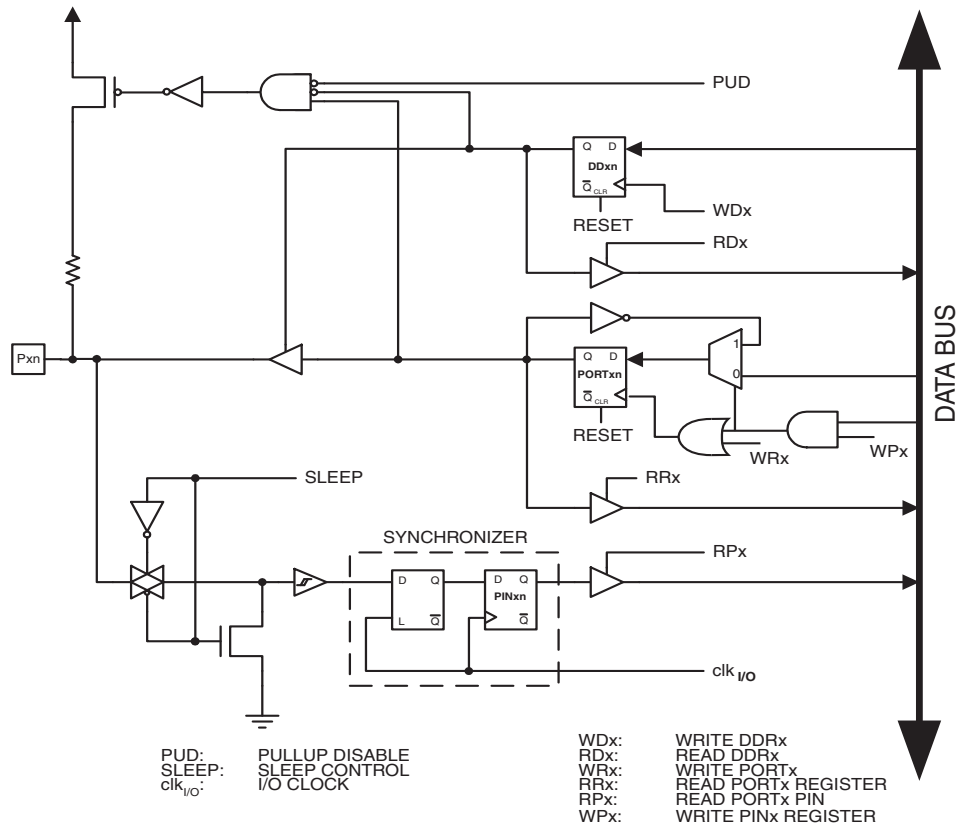 PUD
Q D
DDxn
Q CLR
WDx
RESET
RDx
Pxn
1
Q D
PORTxn
0
Q CLR
RESET
WRx
WPx
DATA BUS
SLEEP
RRx
SYNCHRONIZER
RPx
D Q
D Q
PINxn
L Q
Q
clk I/O
PUD: PULLUP DISABLE
SLEEP: SLEEP CONTROL
clkI/O: I/O CLOCK
WDx: WRITE DDRx
RDx: READ DDRx
WRx: WRITE PORTx
RRx: READ PORTx REGISTER
RPx: READ PORTx PIN
WPx: WRITE PINx REGISTER